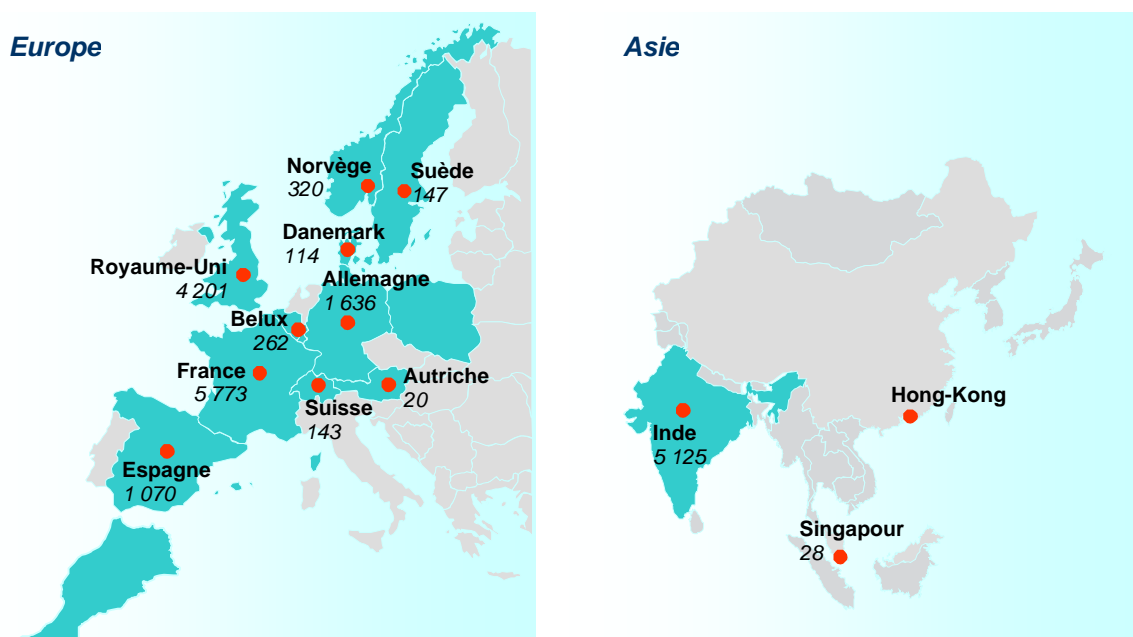 Europe
Norvège
320
Suède
147
Danemark
114
Royaume-Uni
4 201
Allemagne
1 636
Belux
262
France
5 773
Suisse
143
Autriche
20
Espagne
1 070
Asie
Hong-Kong
Inde
5 125
Singapour
28